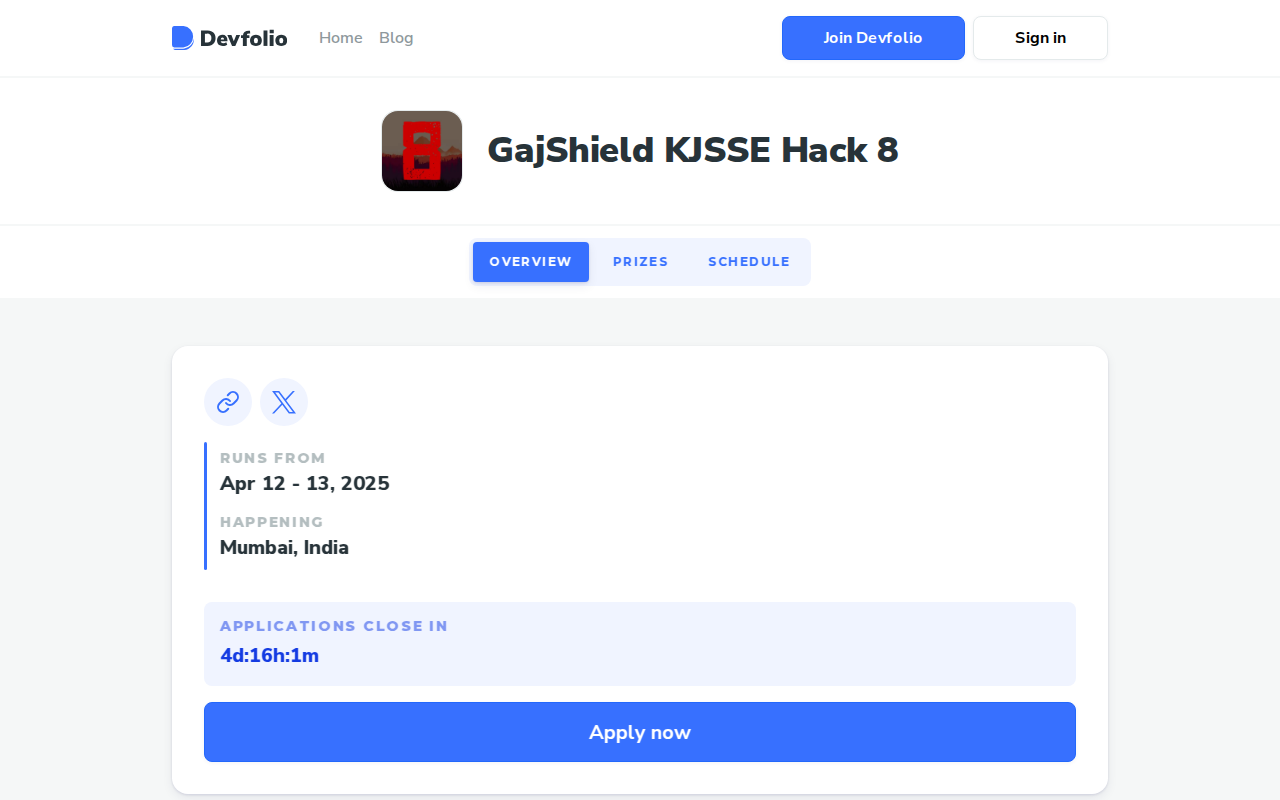 Devfolio
Home
Blog
Join Devfolio
Sign in
8
GajShield KJSSE Hack 8
OVERVIEW
PRIZES
SCHEDULE
RUNS FROM
Apr 12 - 13, 2025
HAPPENING
Mumbai, India
APPLICATIONS CLOSE IN
4d:16h:1m
Apply now